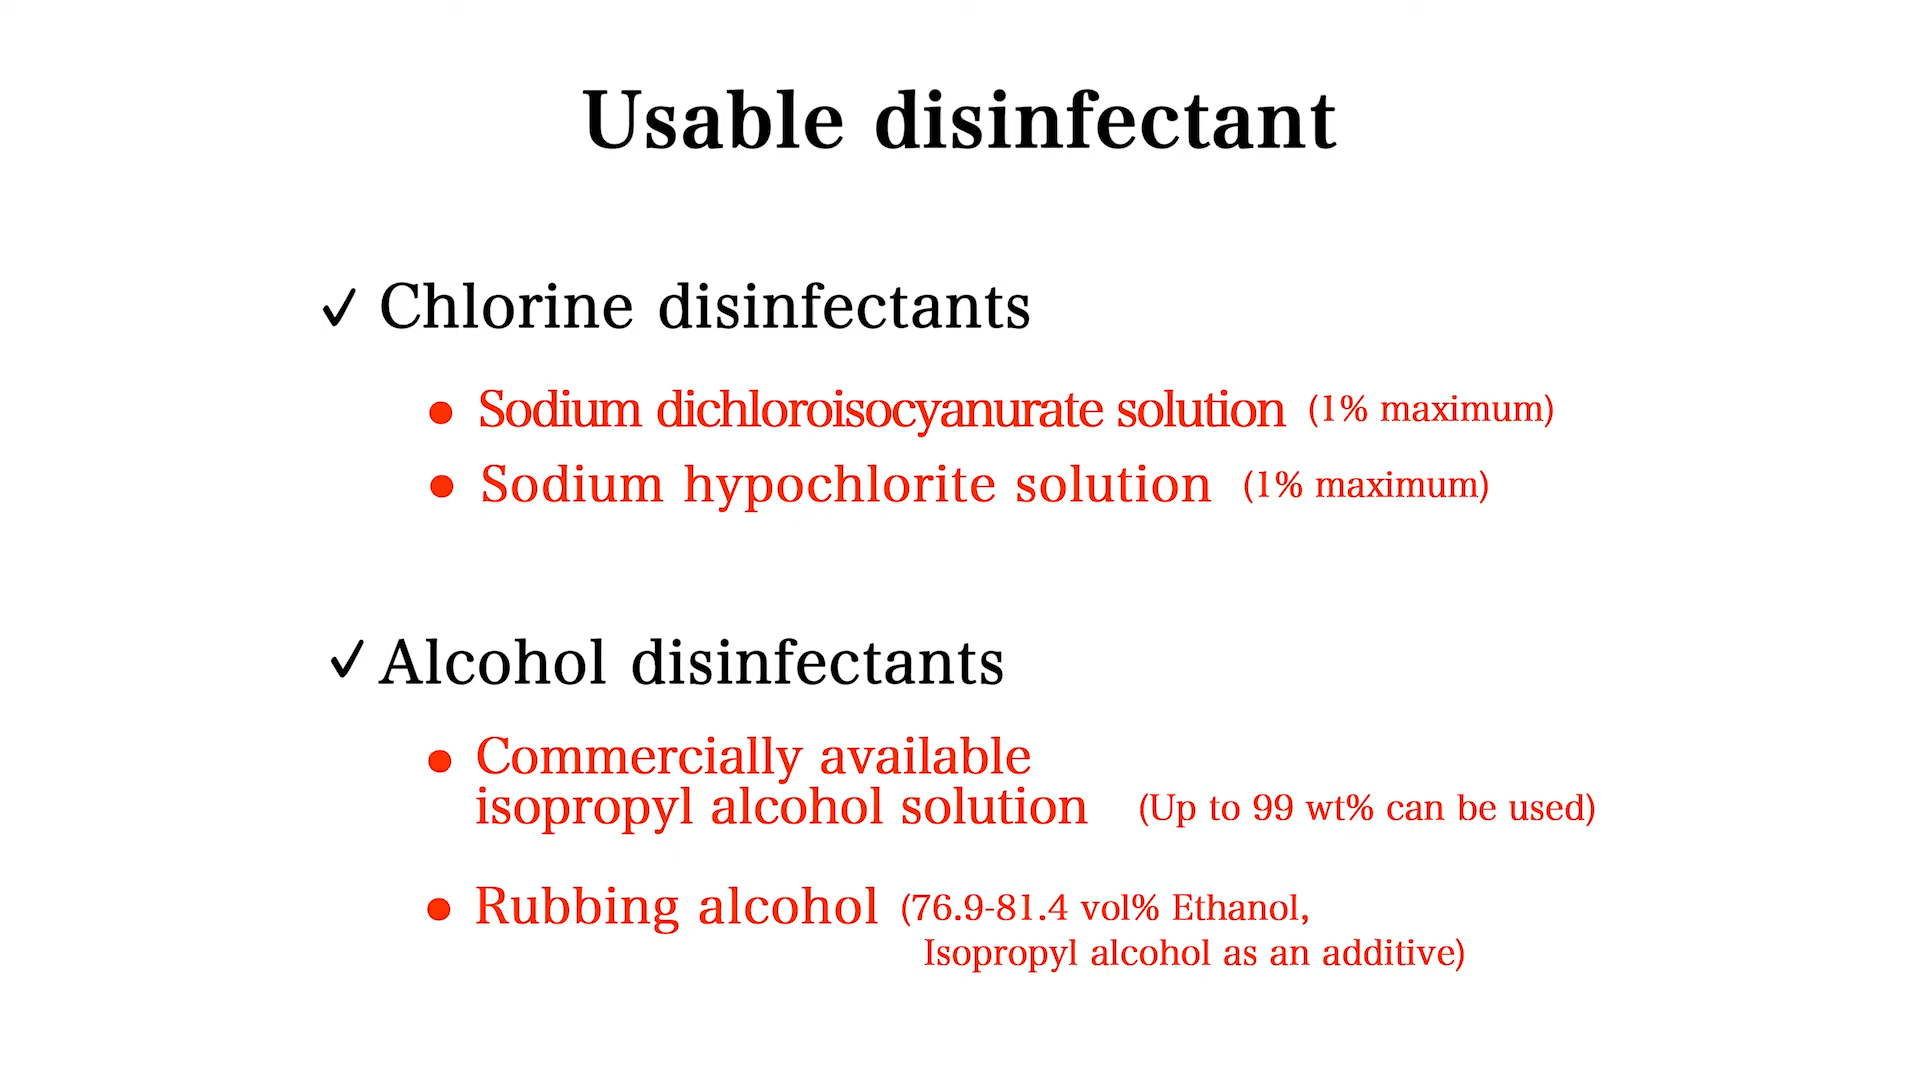 Usable disinfectant
✓ Chlorine disinfectants
● Sodium dichloroisocyanurate solution (1% maximum)
● Sodium hypochlorite solution (1% maximum)
✓ Alcohol disinfectants
● Commercially available
isopropyl alcohol solution (Up to 99 wt% can be used)
● Rubbing alcohol (76.9-81.4 vol% Ethanol,
Isopropyl alcohol as an additive)